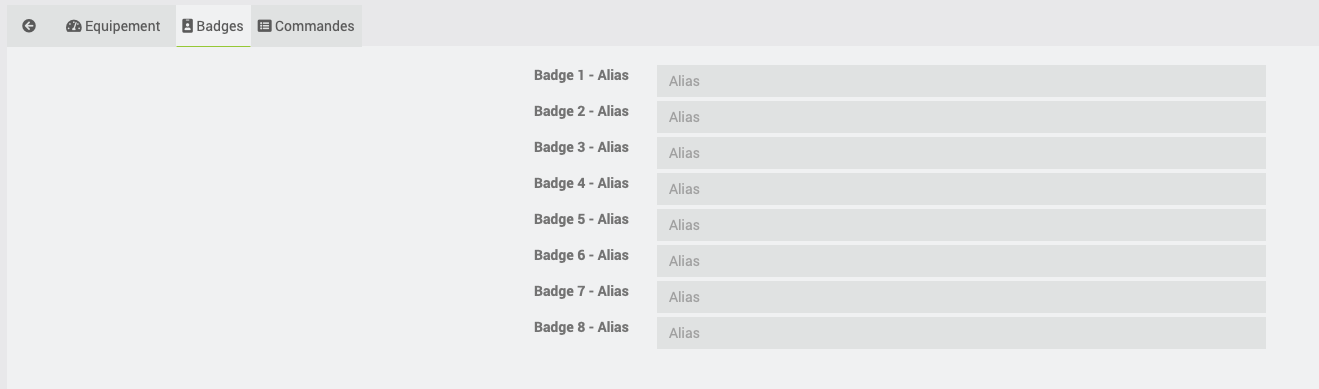 Equipement Badges Commandes
Badge 1 - Alias Alias
Badge 2 - Alias Alias
Badge 3 - Alias Alias
Badge 4 - Alias Alias
Badge 5 - Alias Alias
Badge 6 - Alias Alias
Badge 7 - Alias Alias
Badge 8 - Alias Alias